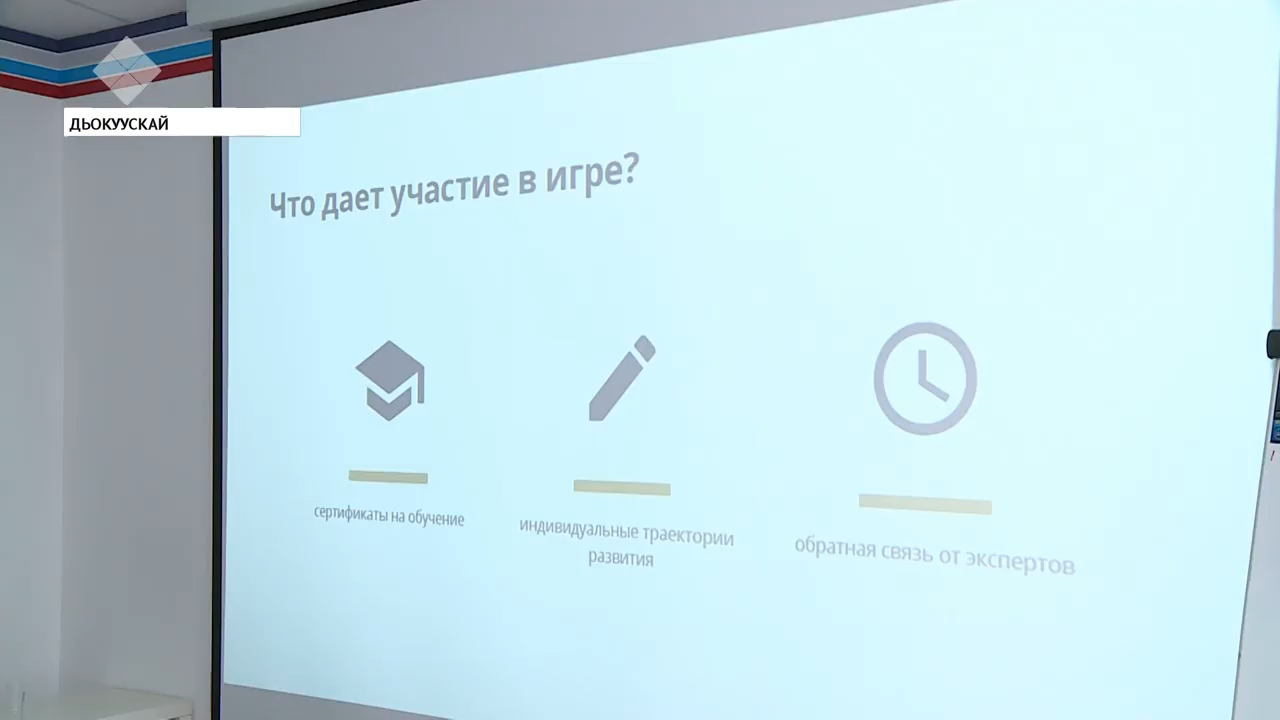 ДЬОКУУСКАЙ
Что дает участие в игре?
сертификаты на обучение
индивидуальные траектории
развития
обратная связь от экспертов